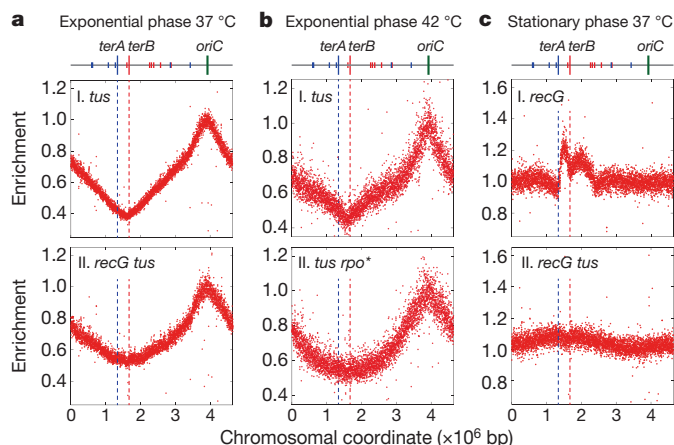 a Exponential phase 37 °C
b Exponential phase 42 °C
c Stationary phase 37 °C
terA terB oriC
terA terB oriC
terA terB oriC
I. tus
I. tus
I. recG
1.2
1.0
0.8
0.6
0.4
1.2
1.0
0.8
0.6
0.4
1.6
1.4
1.2
1.0
0.8
Enrichment
II. recG tus
II. tus rpo*
II. recG tus
1.2
1.0
0.8
0.6
0.4
1.2
1.0
0.8
0.6
0.4
1.6
1.4
1.2
1.0
0.8
Enrichment
0 1 2 3 4
0 1 2 3 4
0 1 2 3 4
Chromosomal coordinate (×10⁶ bp)